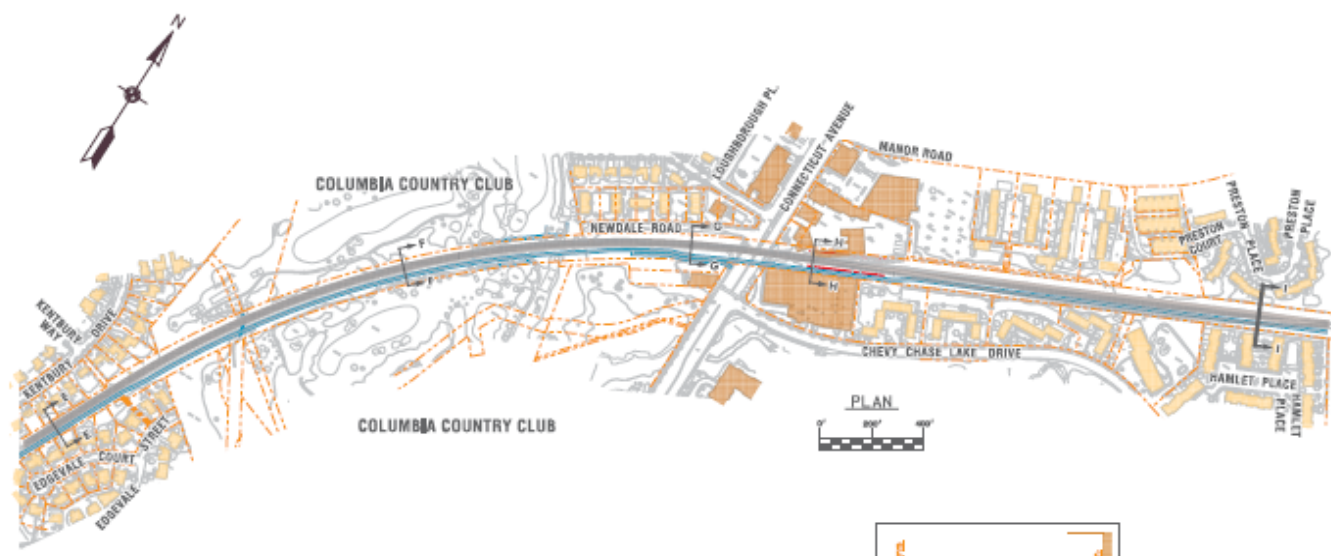 N
COLUMBIA COUNTRY CLUB
LOUGHBOROUGH PL.
CONNECTICUT AVENUE
MANOR ROAD
NEWDALE ROAD
PRESTON PLACE
PRESTON
PLACE
PRESTON
COURT
F
F
G
G
H
H
I
I
KENTBURY
WAY
KENTBURY DRIVE
E
E
EDGEVALE COURT
EDGEVALE STREET
COLUMBIA COUNTRY CLUB
CHEVY CHASE LAKE DRIVE
HAMLET PLACE
HAMLET
PLACE
PLAN
0' 200' 400'